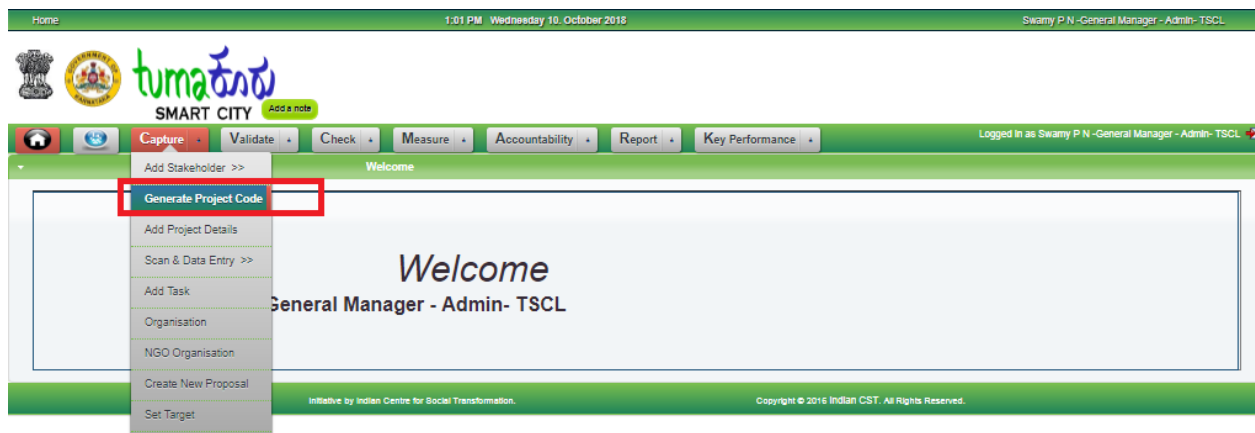 Home 1:01 PM Wednesday 10. October 2018 Swamy P N -General Manager - Admin- TSCL
tumaಕೂರು
SMART CITY Add a note
Capture + Validate + Check + Measure + Accountability + Report + Key Performance + Logged In as Swamy P N -General Manager - Admin- TSCL
Add Stakeholder >> Welcome
Generate Project Code
Add Project Details
Scan & Data Entry >>
Welcome
Add Task
General Manager - Admin- TSCL
Organisation
NGO Organisation
Create New Proposal
Initiative by Indian Centre for Social Transformation. Copyright © 2016 Indian CST. All Rights Reserved.
Set Target